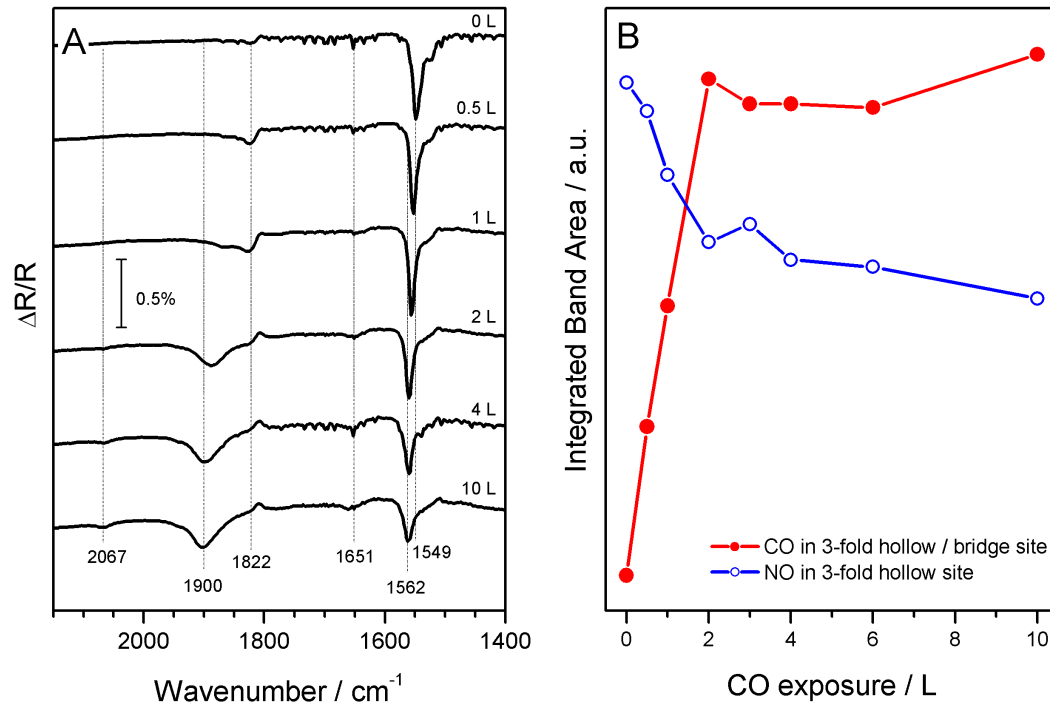 A
0 L
0.5 L
1 L
0.5%
2 L
4 L
10 L
2067
1900
1822
1651
1562
1549
ΔR/R
2000
1800
1600
1400
Wavenumber / cm⁻¹
B
Integrated Band Area / a.u.
CO in 3-fold hollow / bridge site
NO in 3-fold hollow site
0
2
4
6
8
10
CO exposure / L